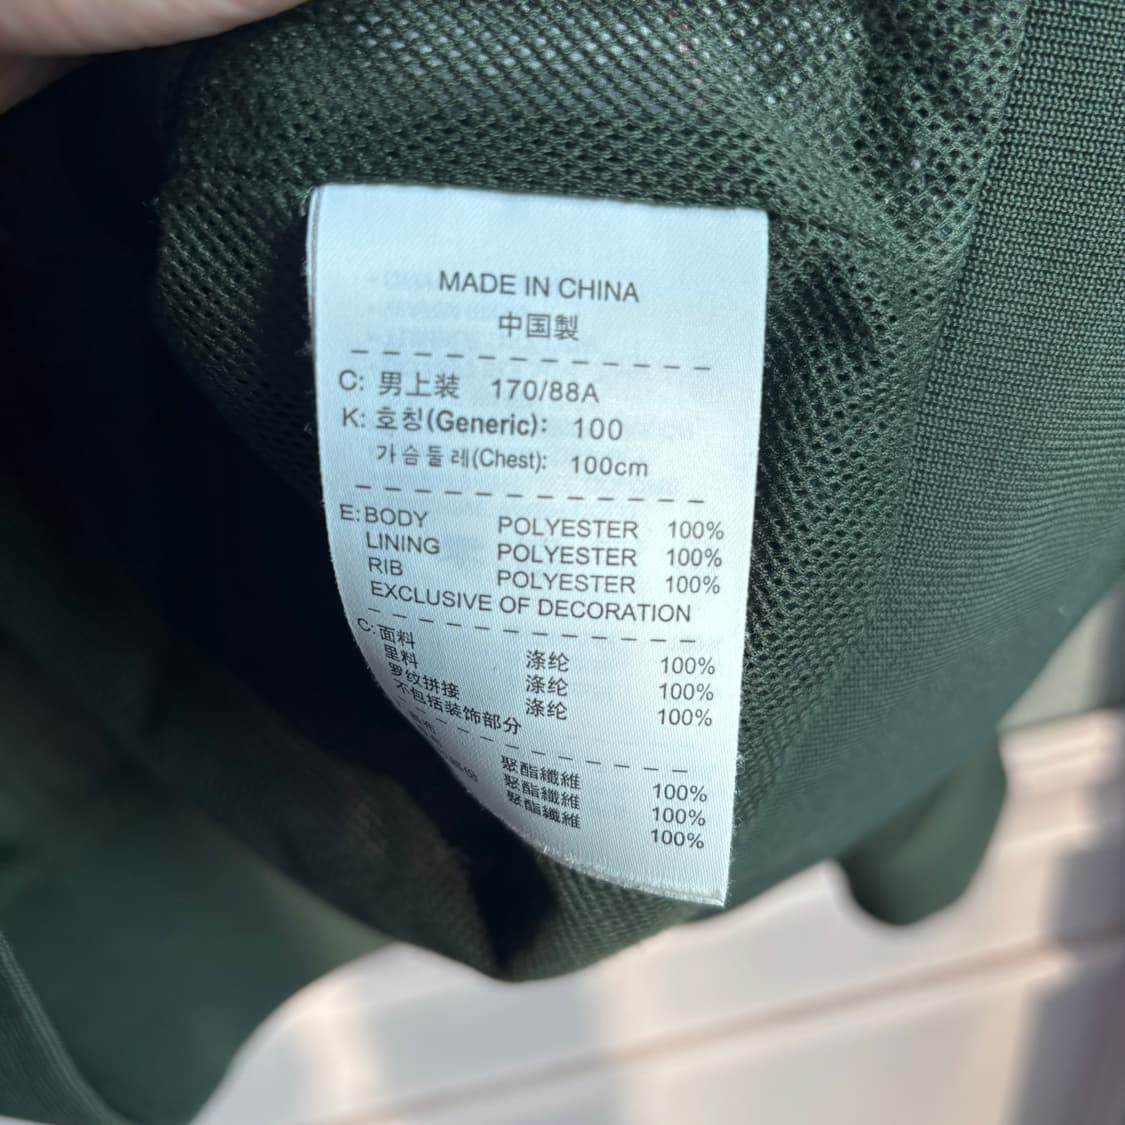 MADE IN CHINA
中国製
C: 男上装 170/88A
K: 호칭(Generic): 100
가슴둘레(Chest): 100cm
E: BODY POLYESTER 100%
LINING POLYESTER 100%
RIB POLYESTER 100%
EXCLUSIVE OF DECORATION
C: 面料 涤纶 100%
里料 涤纶 100%
罗纹拼接 涤纶 100%
不包括装饰部分
聚酯纖維 100%
聚酯纖維 100%
聚酯纖維 100%